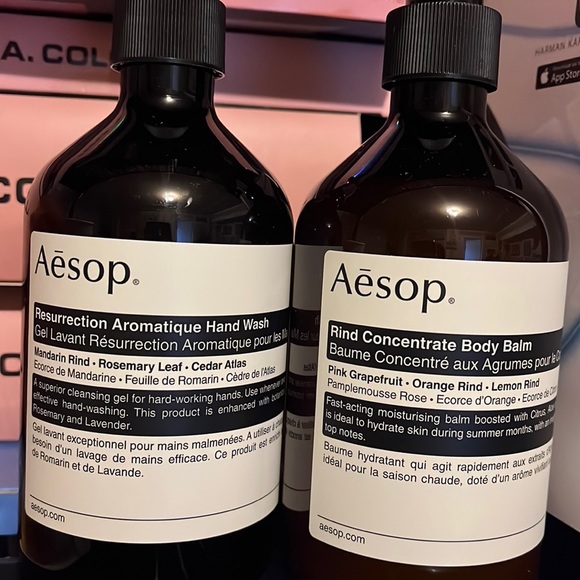 A. COL
HARMAN KA
App Store
Aēsop®
Resurrection Aromatique Hand Wash
Gel Lavant Résurrection Aromatique pour les
Mandarin Rind • Rosemary Leaf • Cedar Atlas
Ecorce de Mandarine • Feuille de Romarin • Cèdre de l'Atlas
A superior cleansing gel for hard-working hands. Use whenever
effective hand-washing. This product is enhanced with
Rosemary and Lavender.
Gel lavant exceptionnel pour mains malmenées. A utiliser à
besoin d'un lavage de mains efficace. Ce produit est
de Romarin et de Lavande.
aesop.com
Aēsop®
Rind Concentrate Body Balm
Baume Concentré aux Agrumes pour le
Pink Grapefruit • Orange Rind • Lemon Rind
Pamplemousse Rose • Ecorce d'Orange • Ecorce de
Fast-acting moisturising balm boosted with Citrus.
is ideal to hydrate skin during summer months, with
top notes.
Baume hydratant qui agit rapidement aux extraits
idéal pour la saison chaude, doté d'un arôme
aesop.com